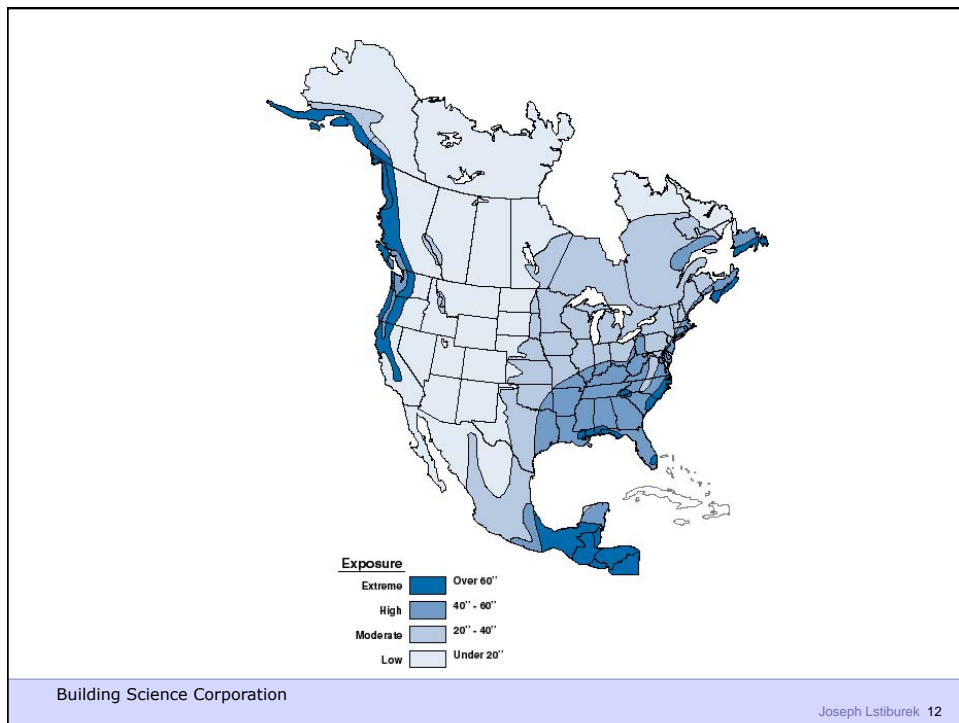 Exposure
Extreme Over 60"
High 40" - 60"
Moderate 20" - 40"
Low Under 20"
Building Science Corporation
Joseph Lstiburek 12